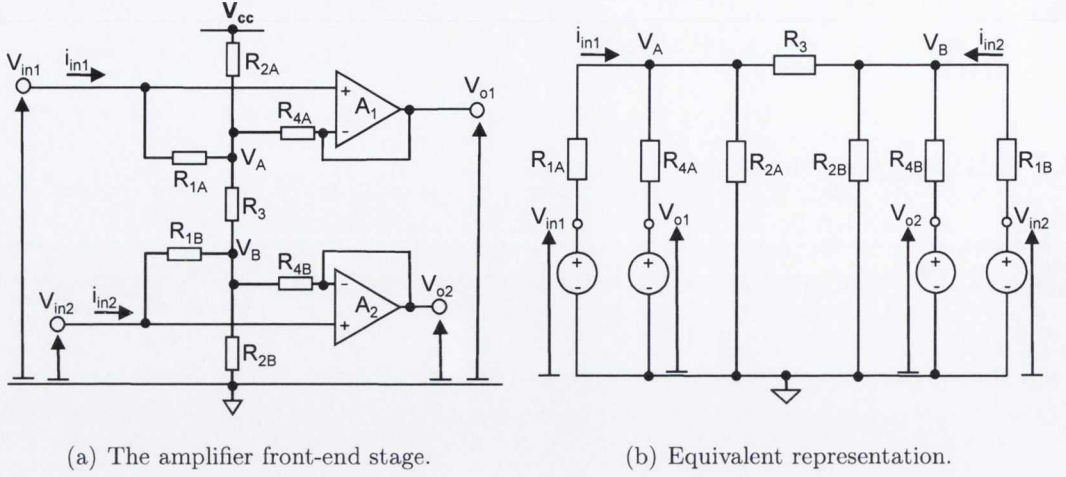 Vcc
Vin1
iin1
R2A
+
A1
-
Vo1
R4A
VA
R1A
R3
R1B
VB
R4B
-
A2
+
Vo2
Vin2
iin2
R2B
(a) The amplifier front-end stage.
iin1
VA
R3
VB
iin2
R1A
R4A
R2A
R2B
R4B
R1B
Vin1
Vo1
Vo2
Vin2
+
-
+
-
+
-
+
-
(b) Equivalent representation.